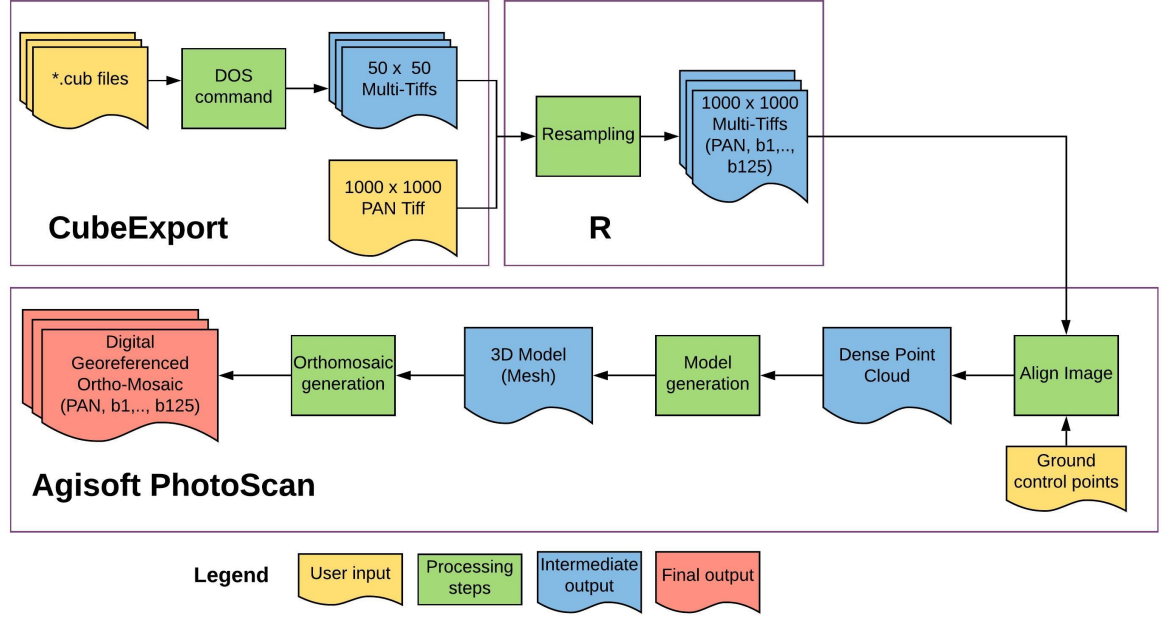 *.cub files
DOS
command
50 x 50
Multi-Tiffs
1000 x 1000
PAN Tiff
CubeExport
Resampling
1000 x 1000
Multi-Tiffs
(PAN, b1,..,
b125)
R
Digital
Georeferenced
Ortho-Mosaic
(PAN, b1,.., b125)
Orthomosaic
generation
3D Model
(Mesh)
Model
generation
Dense Point
Cloud
Align Image
Ground
control points
Agisoft PhotoScan
Legend
User input
Processing
steps
Intermediate
output
Final output